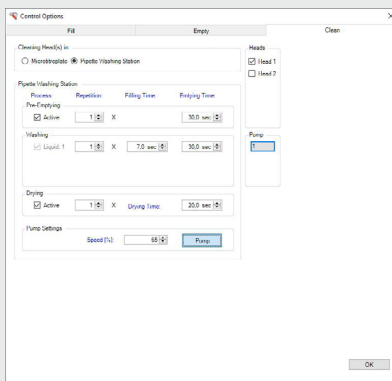 Control Options
Fill Empty Clean
Cleaning Head(s) in
Microtitreplate Pipette Washing Station
Heads
Head 1
Head 2
Pipette Washing Station
Process: Repetition: Filling Time: Emtying Time:
Pre-Emptying
Active 1 X 30,0 sec
Washing
Liquid: 1 1 X 7,0 sec 30,0 sec
Pump
1
Drying
Active 1 X Drying Time: 20,0 sec
Pump Settings
Speed [%]: 65 Pump
OK